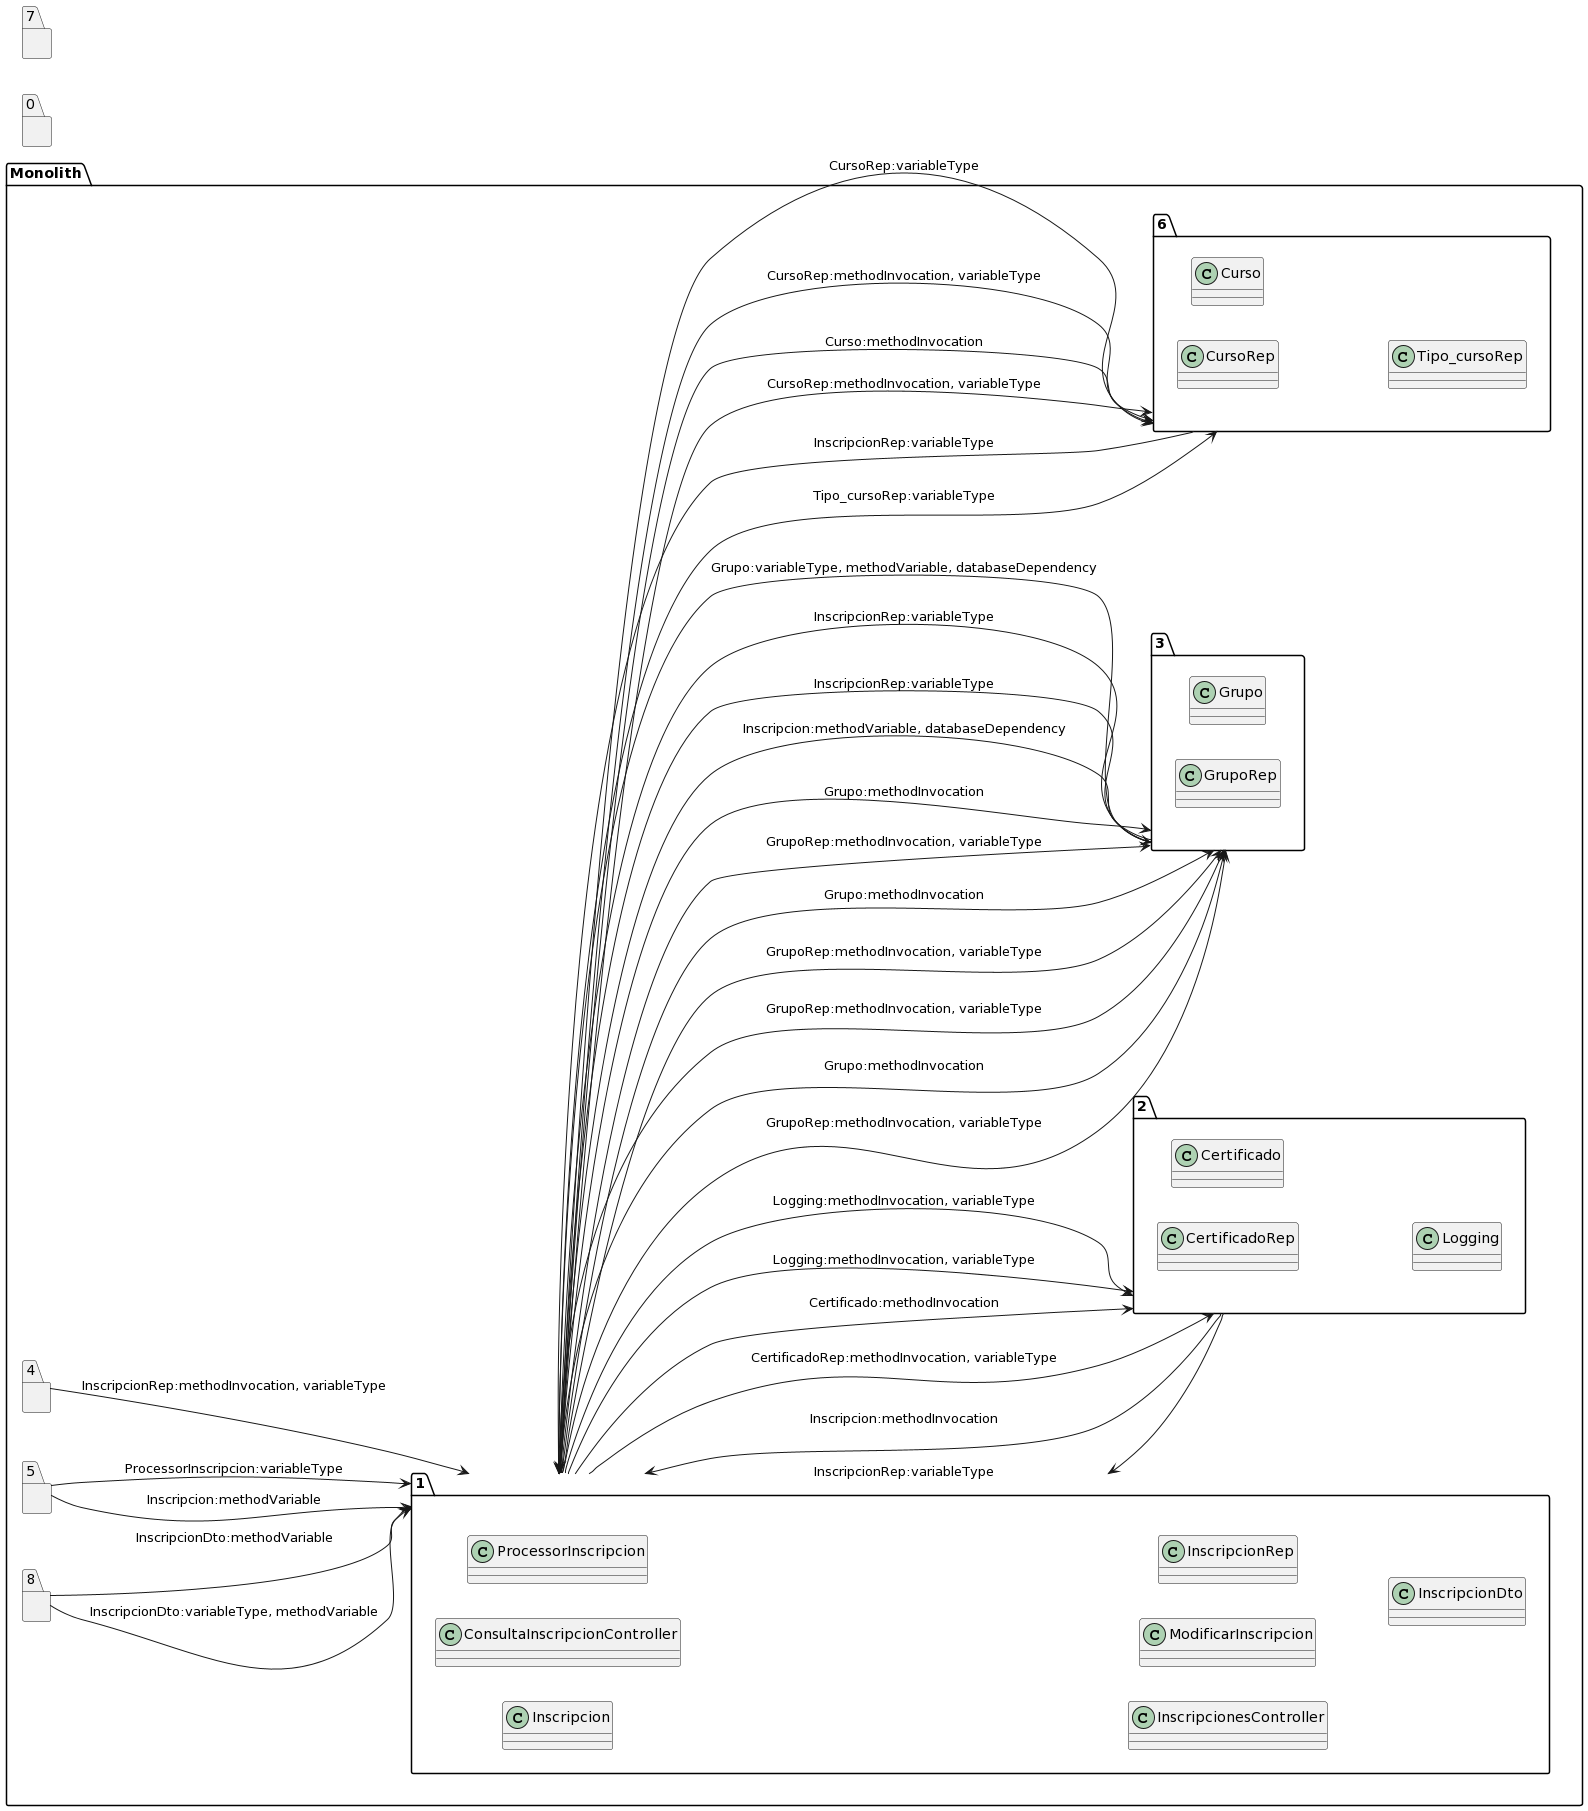 7
0
Monolith
CursoRep:variableType
6
Curso
CursoRep:methodInvocation, variableType
Curso:methodInvocation
CursoRep
Tipo_cursoRep
CursoRep:methodInvocation, variableType
InscripcionRep:variableType
Tipo_cursoRep:variableType
Grupo:variableType, methodVariable, databaseDependency
InscripcionRep:variableType
3
InscripcionRep:variableType
Grupo
Inscripcion:methodVariable, databaseDependency
GrupoRep
Grupo:methodInvocation
GrupoRep:methodInvocation, variableType
Grupo:methodInvocation
GrupoRep:methodInvocation, variableType
GrupoRep:methodInvocation, variableType
Grupo:methodInvocation
2
GrupoRep:methodInvocation, variableType
Certificado
Logging:methodInvocation, variableType
CertificadoRep
Logging
Logging:methodInvocation, variableType
Certificado:methodInvocation
CertificadoRep:methodInvocation, variableType
4
InscripcionRep:methodInvocation, variableType
Inscripcion:methodInvocation
5
ProcessorInscripcion:variableType
InscripcionRep:variableType
1
Inscripcion:methodVariable
InscripcionDto:methodVariable
ProcessorInscripcion
InscripcionRep
8
InscripcionDto
InscripcionDto:variableType, methodVariable
ConsultaInscripcionController
ModificarInscripcion
Inscripcion
InscripcionesController